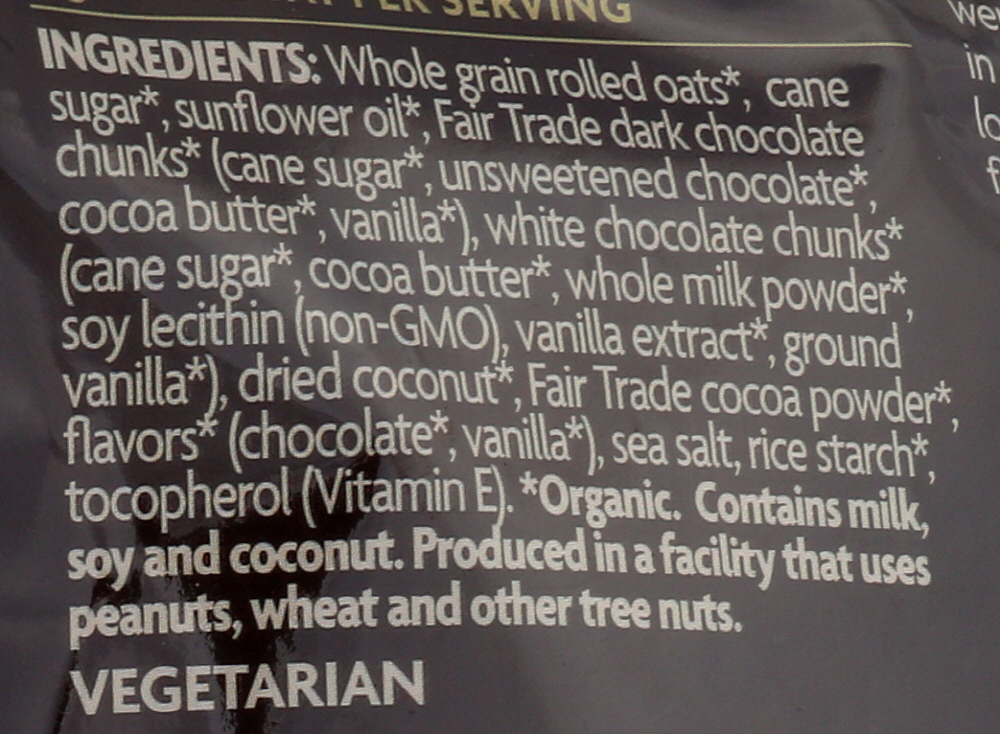 PER SERVING
INGREDIENTS: Whole grain rolled oats*, cane
sugar*, sunflower oil*, Fair Trade dark chocolate
chunks* (cane sugar*, unsweetened chocolate*,
cocoa butter*, vanilla*), white chocolate chunks*
(cane sugar*, cocoa butter*, whole milk powder*,
soy lecithin (non-GMO), vanilla extract*, ground
vanilla*), dried coconut*, Fair Trade cocoa powder*,
flavors* (chocolate*, vanilla*), sea salt, rice starch*,
tocopherol (Vitamin E). *Organic. Contains milk,
soy and coconut. Produced in a facility that uses
peanuts, wheat and other tree nuts.
VEGETARIAN
in